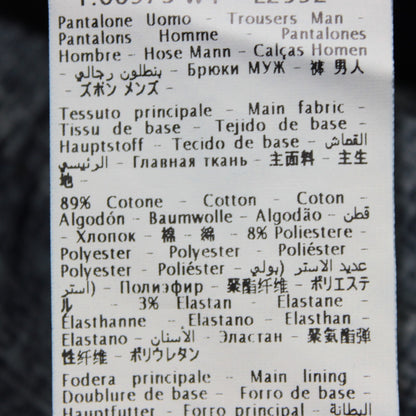 Pantalone Uomo - Trousers Man -
Pantalons Homme - Pantalones
Hombre - Hose Mann - Calças Homen
- بنطلون رجالي - Брюки МУЖ - 裤 男人
- ズボン メンズ -
Tessuto principale - Main fabric -
Tissu de base - Tejido de base -
Hauptstoff - Tecido de base - القماش
الرئيسي - Главная ткань - 主面料 - 主生
地 -
89% Cotone - Cotton - Coton -
Algodón - Baumwolle - Algodão - قطن
- Хлопок - 棉 - 綿 - 8% Poliestere -
Polyester - Polyester - Poliéster -
Polyester - Poliéster - عديد الاستر (بولي
استر) - Полиэфир - 聚酯纤维 - ポリエステ
ル - 3% Elastan - Elastane -
Elasthanne - Elastano - Elasthan -
Elastano - الأستان - Эластан - 聚氨酯弹
性纤维 - ポリウレタン
Fodera principale - Main lining -
Doublure de base - Forro de base -
Hauptfutter - Forro principal - البطانة